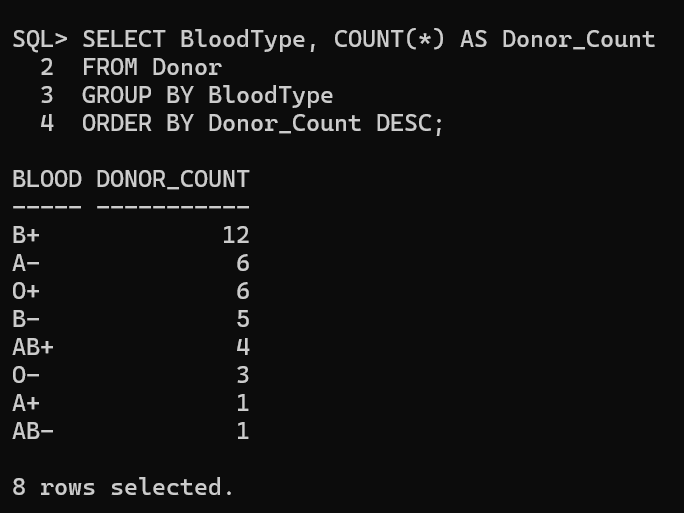 SQL> SELECT BloodType, COUNT(*) AS Donor_Count
  2  FROM Donor
  3  GROUP BY BloodType
  4  ORDER BY Donor_Count DESC;

BLOOD DONOR_COUNT
----- -----------
B+             12
A-              6
O+              6
B-              5
AB+             4
O-              3
A+              1
AB-             1

8 rows selected.